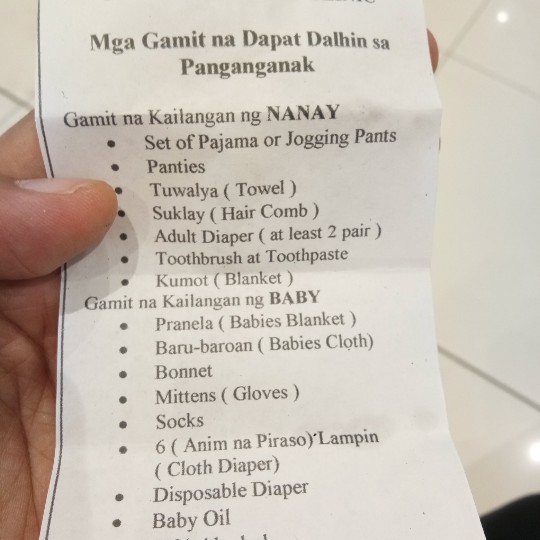 Mga Gamit na Dapat Dalhin sa
Panganganak
Gamit na Kailangan ng NANAY
• Set of Pajama or Jogging Pants
• Panties
• Tuwalya ( Towel )
• Suklay ( Hair Comb )
• Adult Diaper ( at least 2 pair )
• Toothbrush at Toothpaste
• Kumot ( Blanket )
Gamit na Kailangan ng BABY
• Pranela ( Babies Blanket )
• Baru-baroan ( Babies Cloth)
• Bonnet
• Mittens ( Gloves )
• Socks
• 6 ( Anim na Piraso) Lampin
( Cloth Diaper)
• Disposable Diaper
• Baby Oil